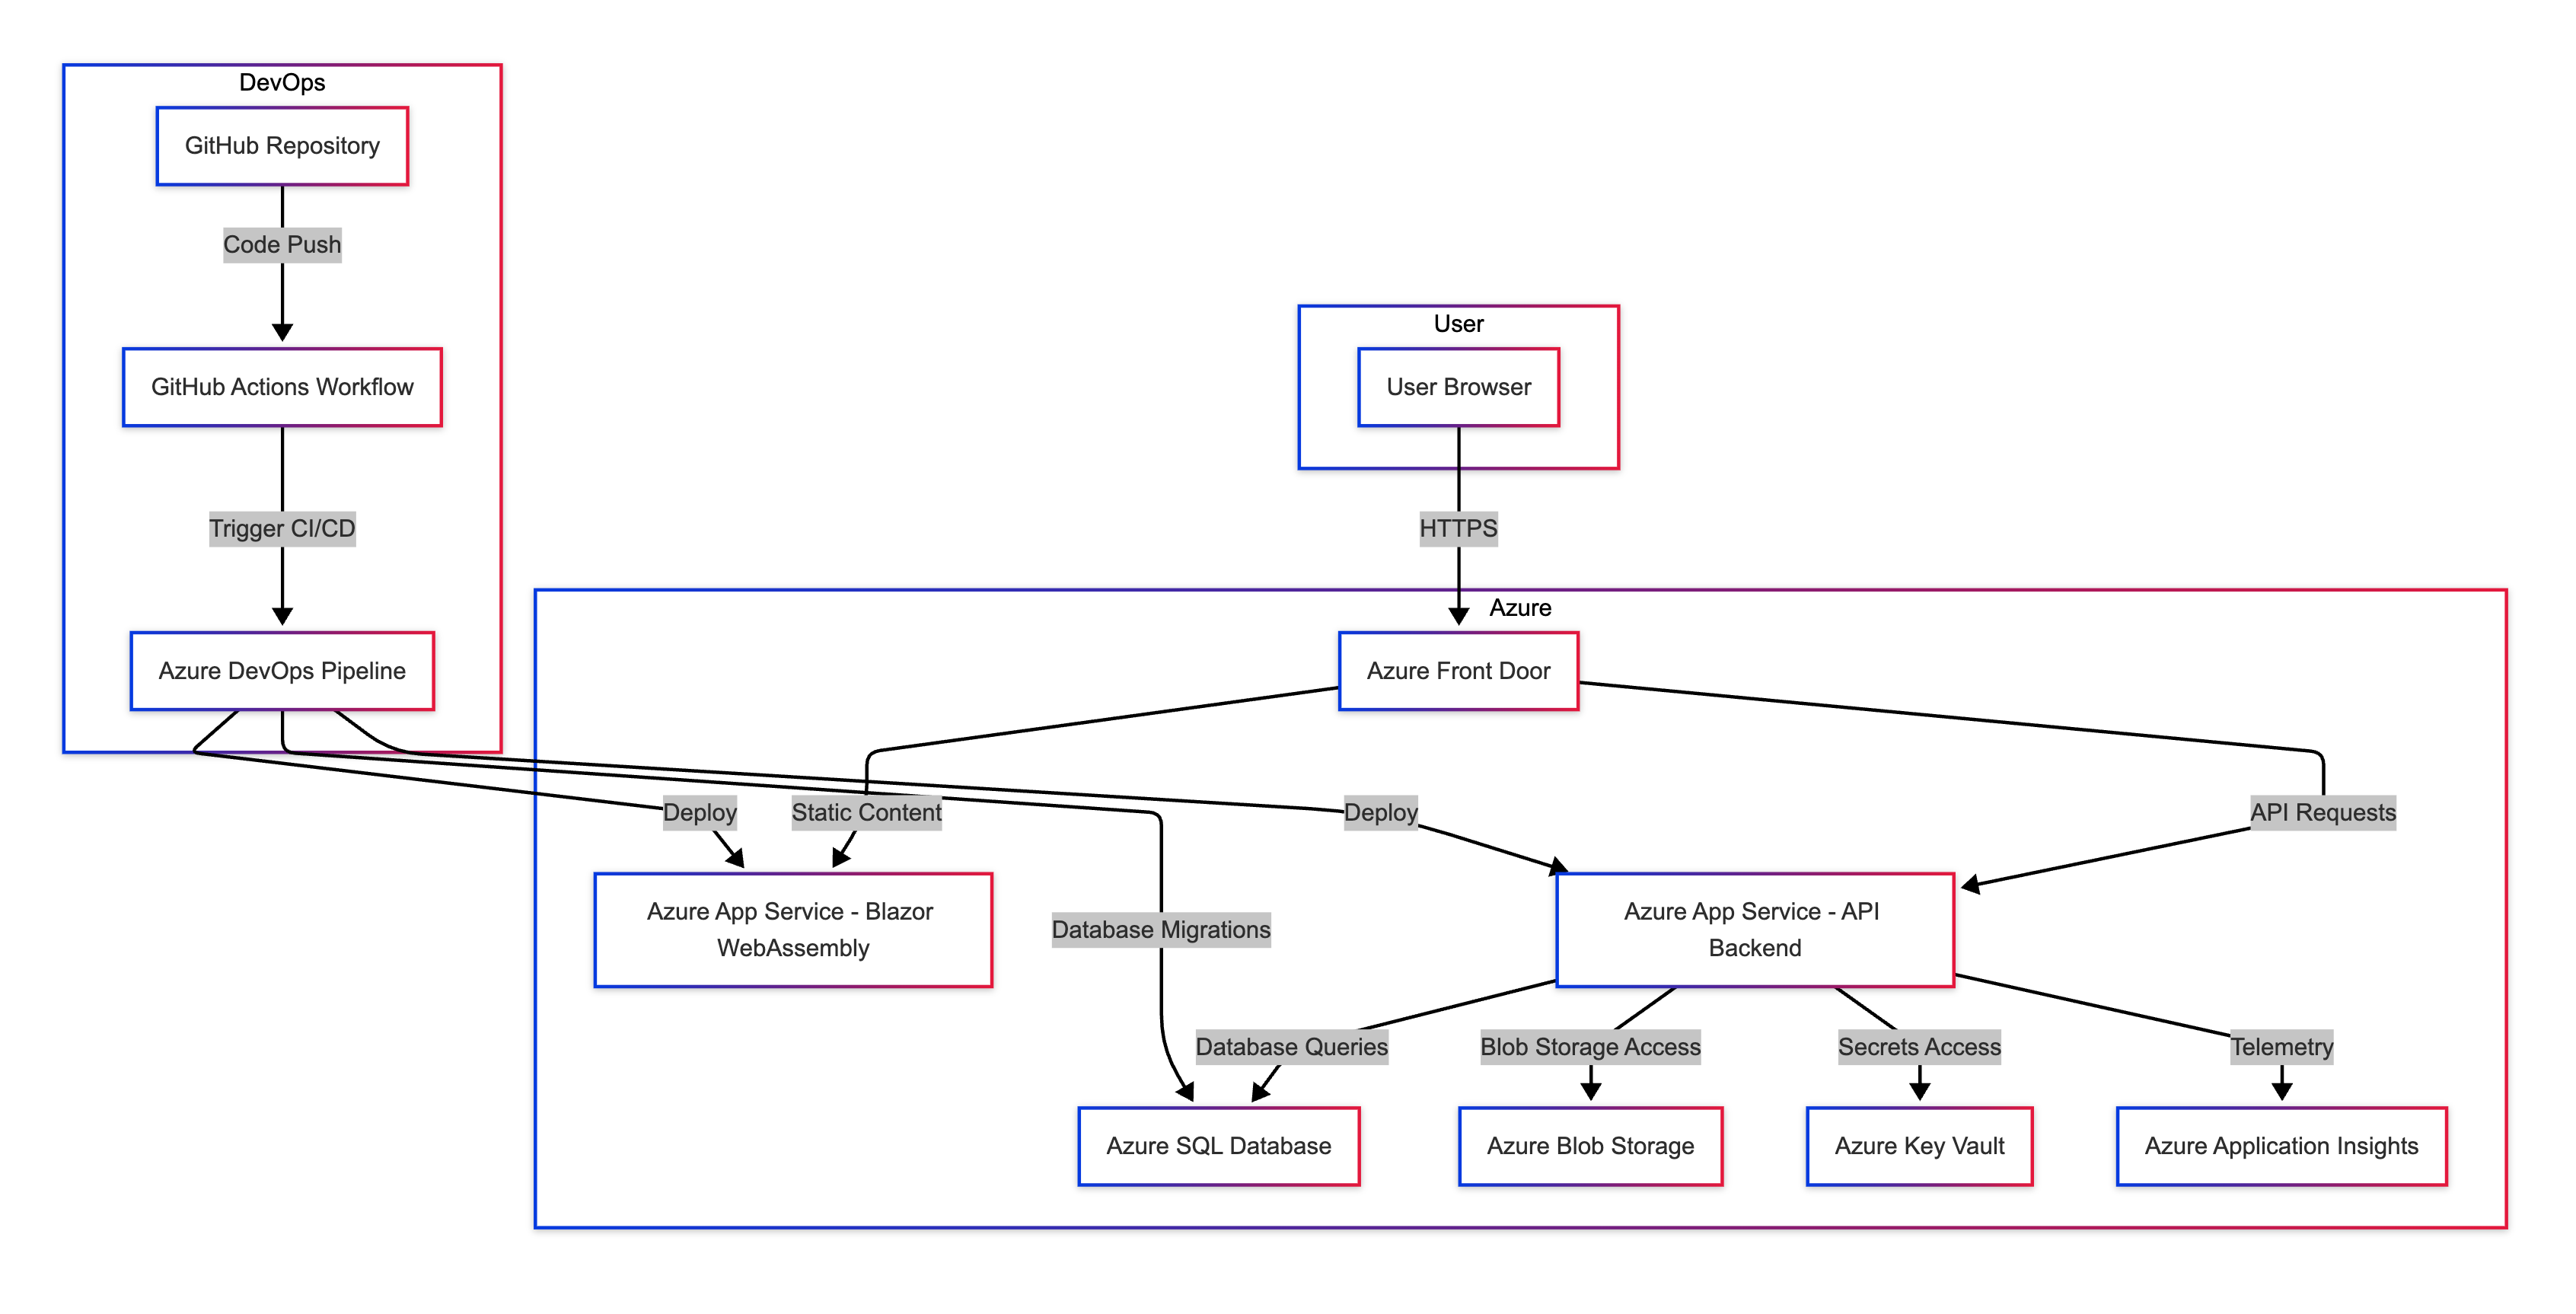 DevOps
GitHub Repository
Code Push
GitHub Actions Workflow
User
User Browser
Trigger CI/CD
HTTPS
Azure
Azure DevOps Pipeline
Azure Front Door
Deploy
Static Content
Deploy
API Requests
Azure App Service - Blazor
WebAssembly
Database Migrations
Azure App Service - API
Backend
Database Queries
Blob Storage Access
Secrets Access
Telemetry
Azure SQL Database
Azure Blob Storage
Azure Key Vault
Azure Application Insights